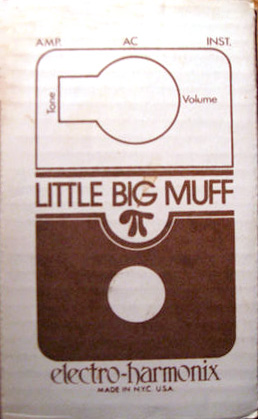 AMP. AC INST.
Tone
Volume
LITTLE BIG MUFF
π
electro-harmonix
MADE IN N.Y.C. U.S.A.